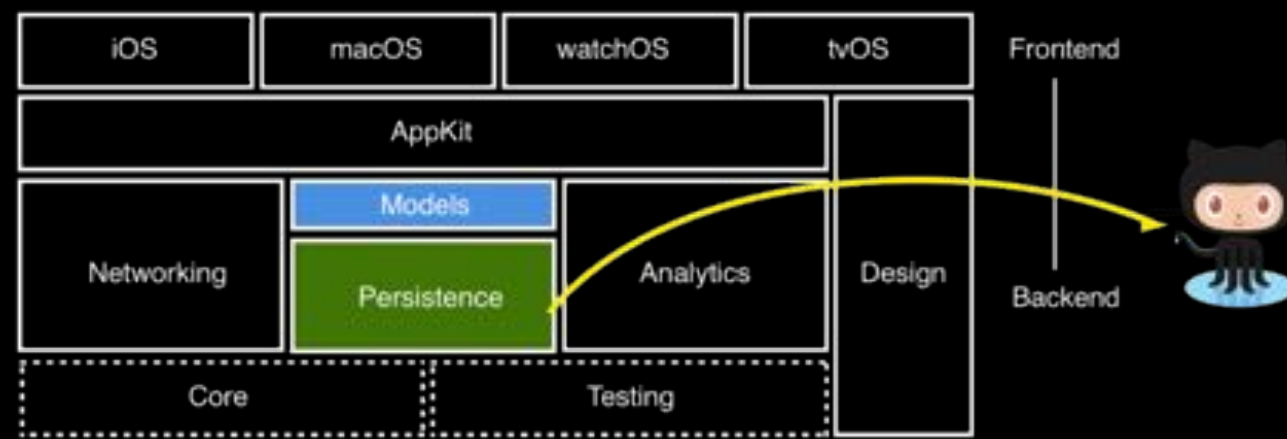 iOS
macOS
watchOS
tvOS
Frontend
AppKit
Models
Networking
Persistence
Analytics
Design
Backend
Core
Testing